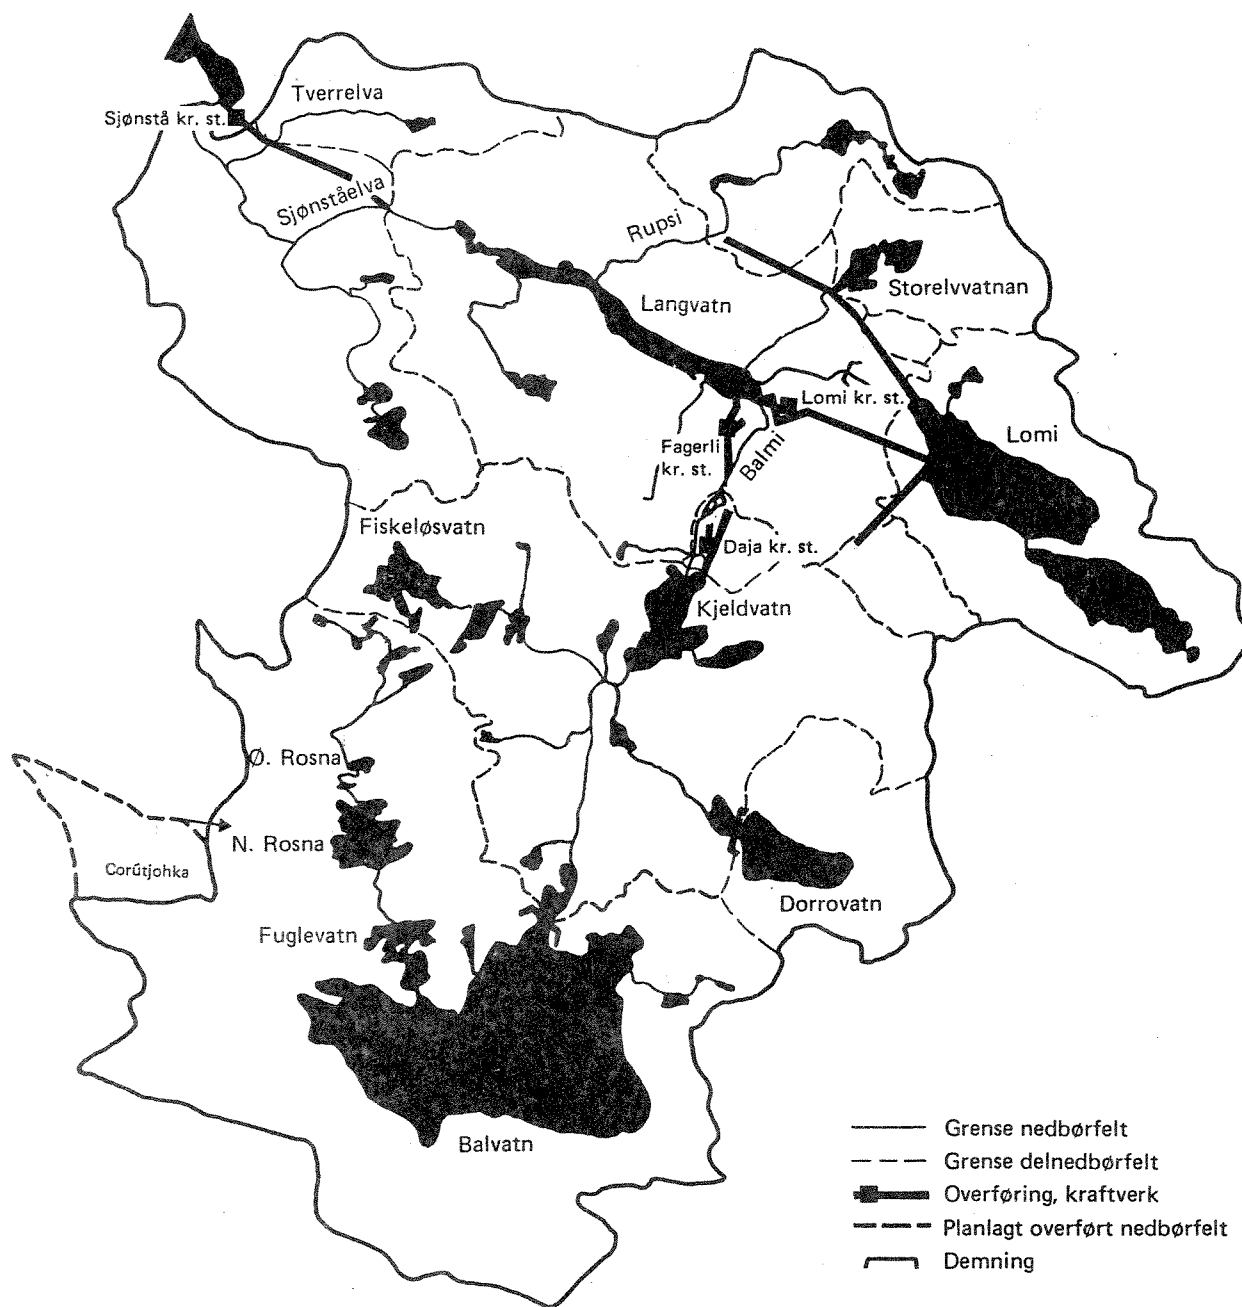 Tverrelva
Sjønstå kr. st.
Sjønståelva
Rupsi
Storelvvatnan
Langvatn
Lomi kr. st.
Lomi
Fagerli
kr. st.
Balmi
Fiskeløsvatn
Daja kr. st.
Kjeldvatn
Ø. Rosna
N. Rosna
Corútjohka
Dorrovatn
Fuglevatn
Balvatn
Grense nedbørfelt
Grense delnedbørfelt
Overføring, kraftverk
Planlagt overført nedbørfelt
Demning